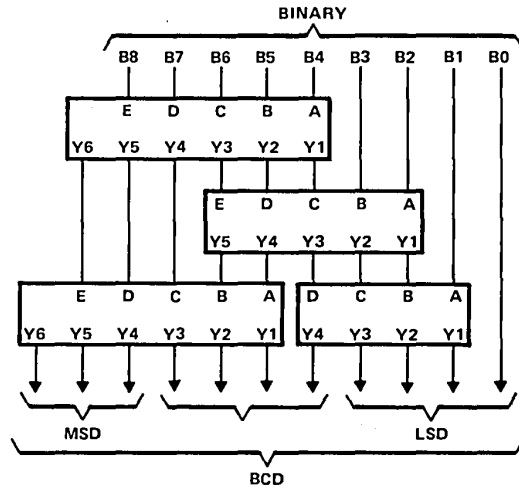 BINARY
B8 B7 B6 B5 B4 B3 B2 B1 B0
E D C B A
Y6 Y5 Y4 Y3 Y2 Y1
E D C B A
Y5 Y4 Y3 Y2 Y1
E D C B A D C B A
Y6 Y5 Y4 Y3 Y2 Y1 Y4 Y3 Y2 Y1
MSD LSD
BCD